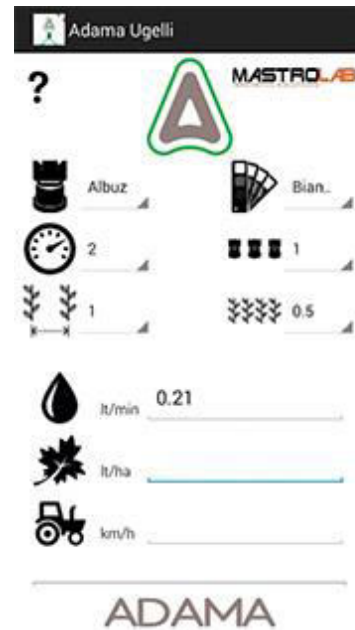 Adama Ugelli
? MASTROLAB
Albuz Bian..
2 1
1 0.5
lt/min 0.21
lt/ha
km/h
ADAMA